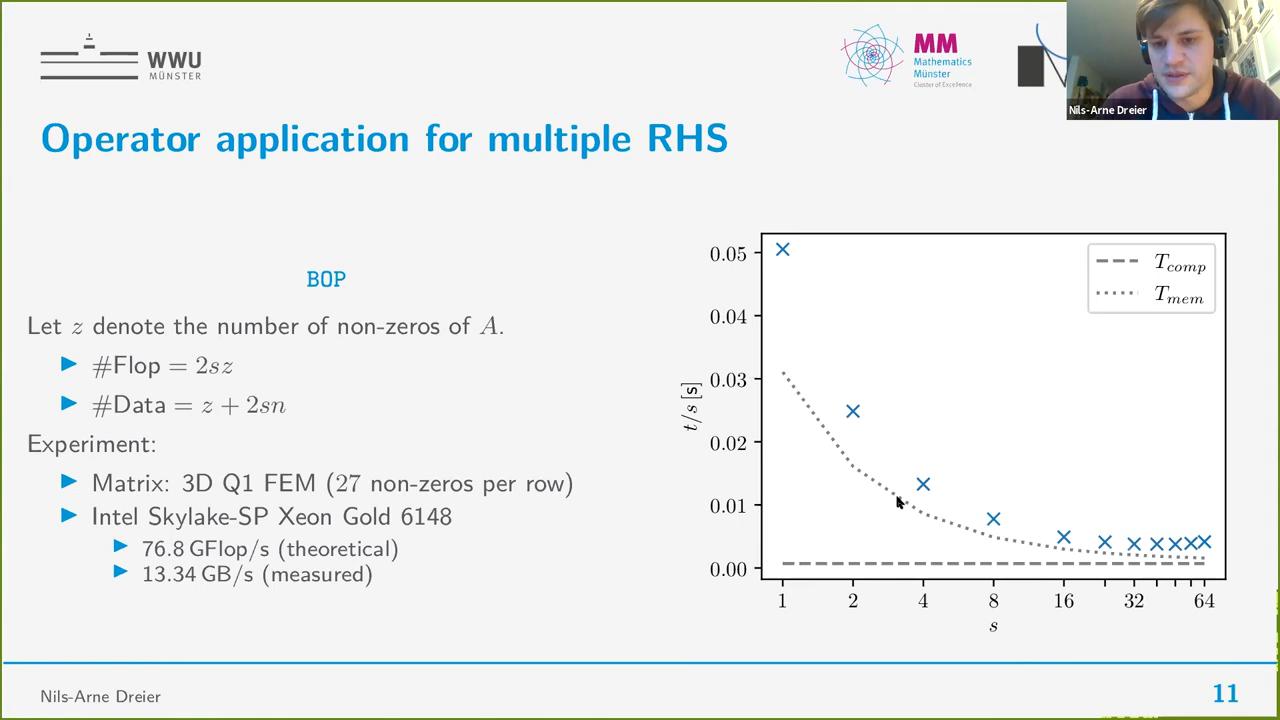 WWU
MÜNSTER
MM
Mathematics
Münster
Cluster of Excellence
Nils-Arne Dreier
Operator application for multiple RHS
BOP
Let z denote the number of non-zeros of A.
#Flop = 2sz
#Data = z + 2sn
Experiment:
Matrix: 3D Q1 FEM (27 non-zeros per row)
Intel Skylake-SP Xeon Gold 6148
76.8 GFlop/s (theoretical)
13.34 GB/s (measured)
t/s [s]
0.05
0.04
0.03
0.02
0.01
0.00
T_comp
T_mem
1 2 4 8 16 32 64
s
Nils-Arne Dreier
11